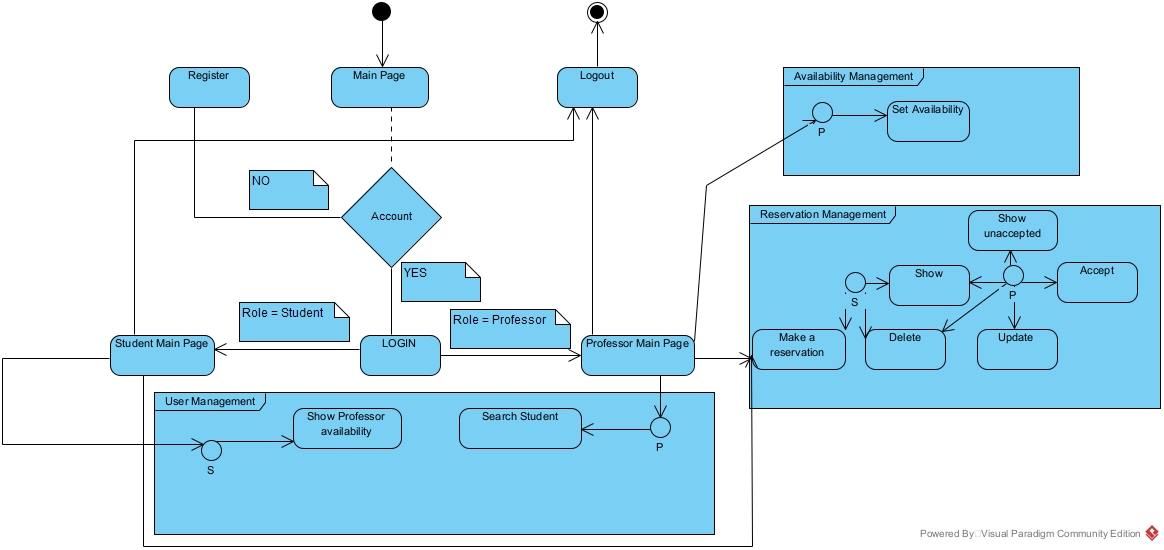 Register
Main Page
Logout
Availability Management
Set Availability
P
NO
Account
Reservation Management
Show
unaccepted
YES
Show
Accept
S
P
Role = Student
Role = Professor
Student Main Page
LOGIN
Professor Main Page
Make a
reservation
Delete
Update
User Management
Show Professor
availability
Search Student
P
S
Powered By Visual Paradigm Community Edition